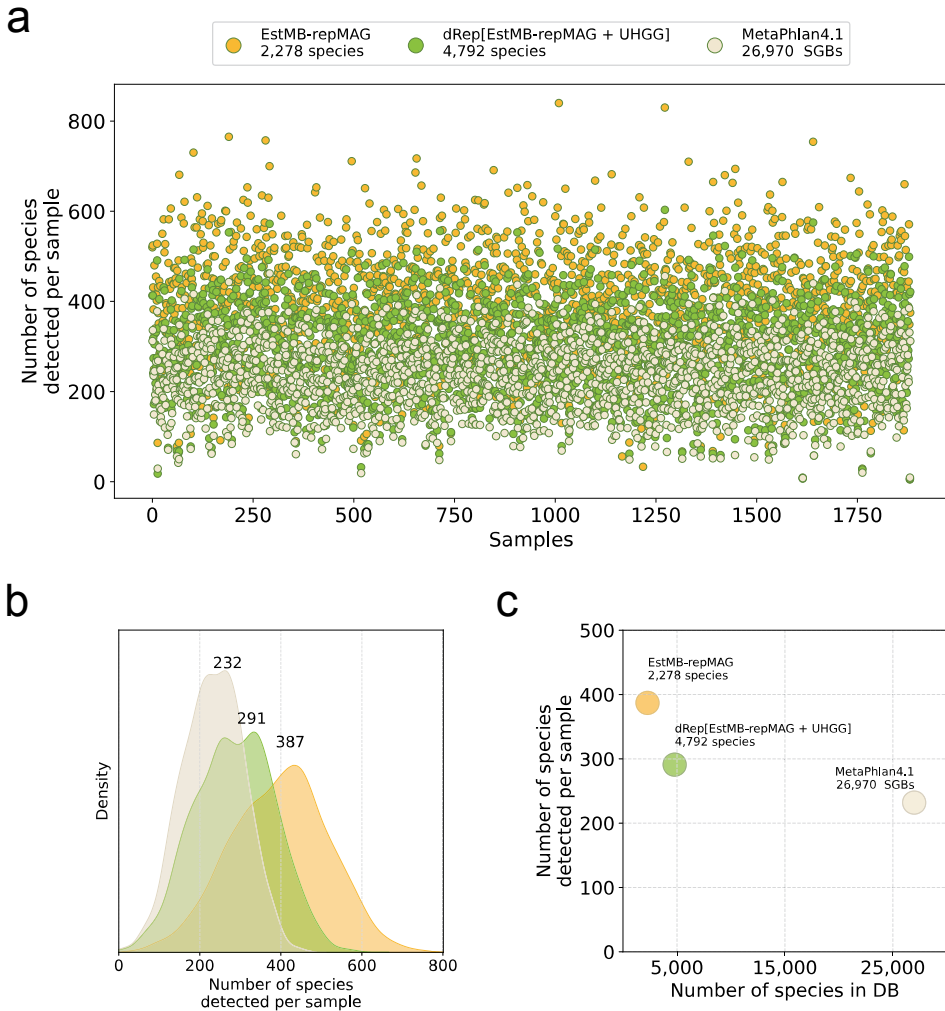 a
EstMB-repMAG
2,278 species
dRep[EstMB-repMAG + UHGG]
4,792 species
MetaPhlan4.1
26,970 SGBs
Number of species
detected per sample
800
600
400
200
0
0 250 500 750 1000 1250 1500 1750
Samples
b
232
291
387
Density
0 200 400 600 800
Number of species
detected per sample
c
Number of species
detected per sample
500
400
300
200
100
0
EstMB-repMAG
2,278 species
dRep[EstMB-repMAG + UHGG]
4,792 species
MetaPhlan4.1
26,970 SGBs
5,000 15,000 25,000
Number of species in DB